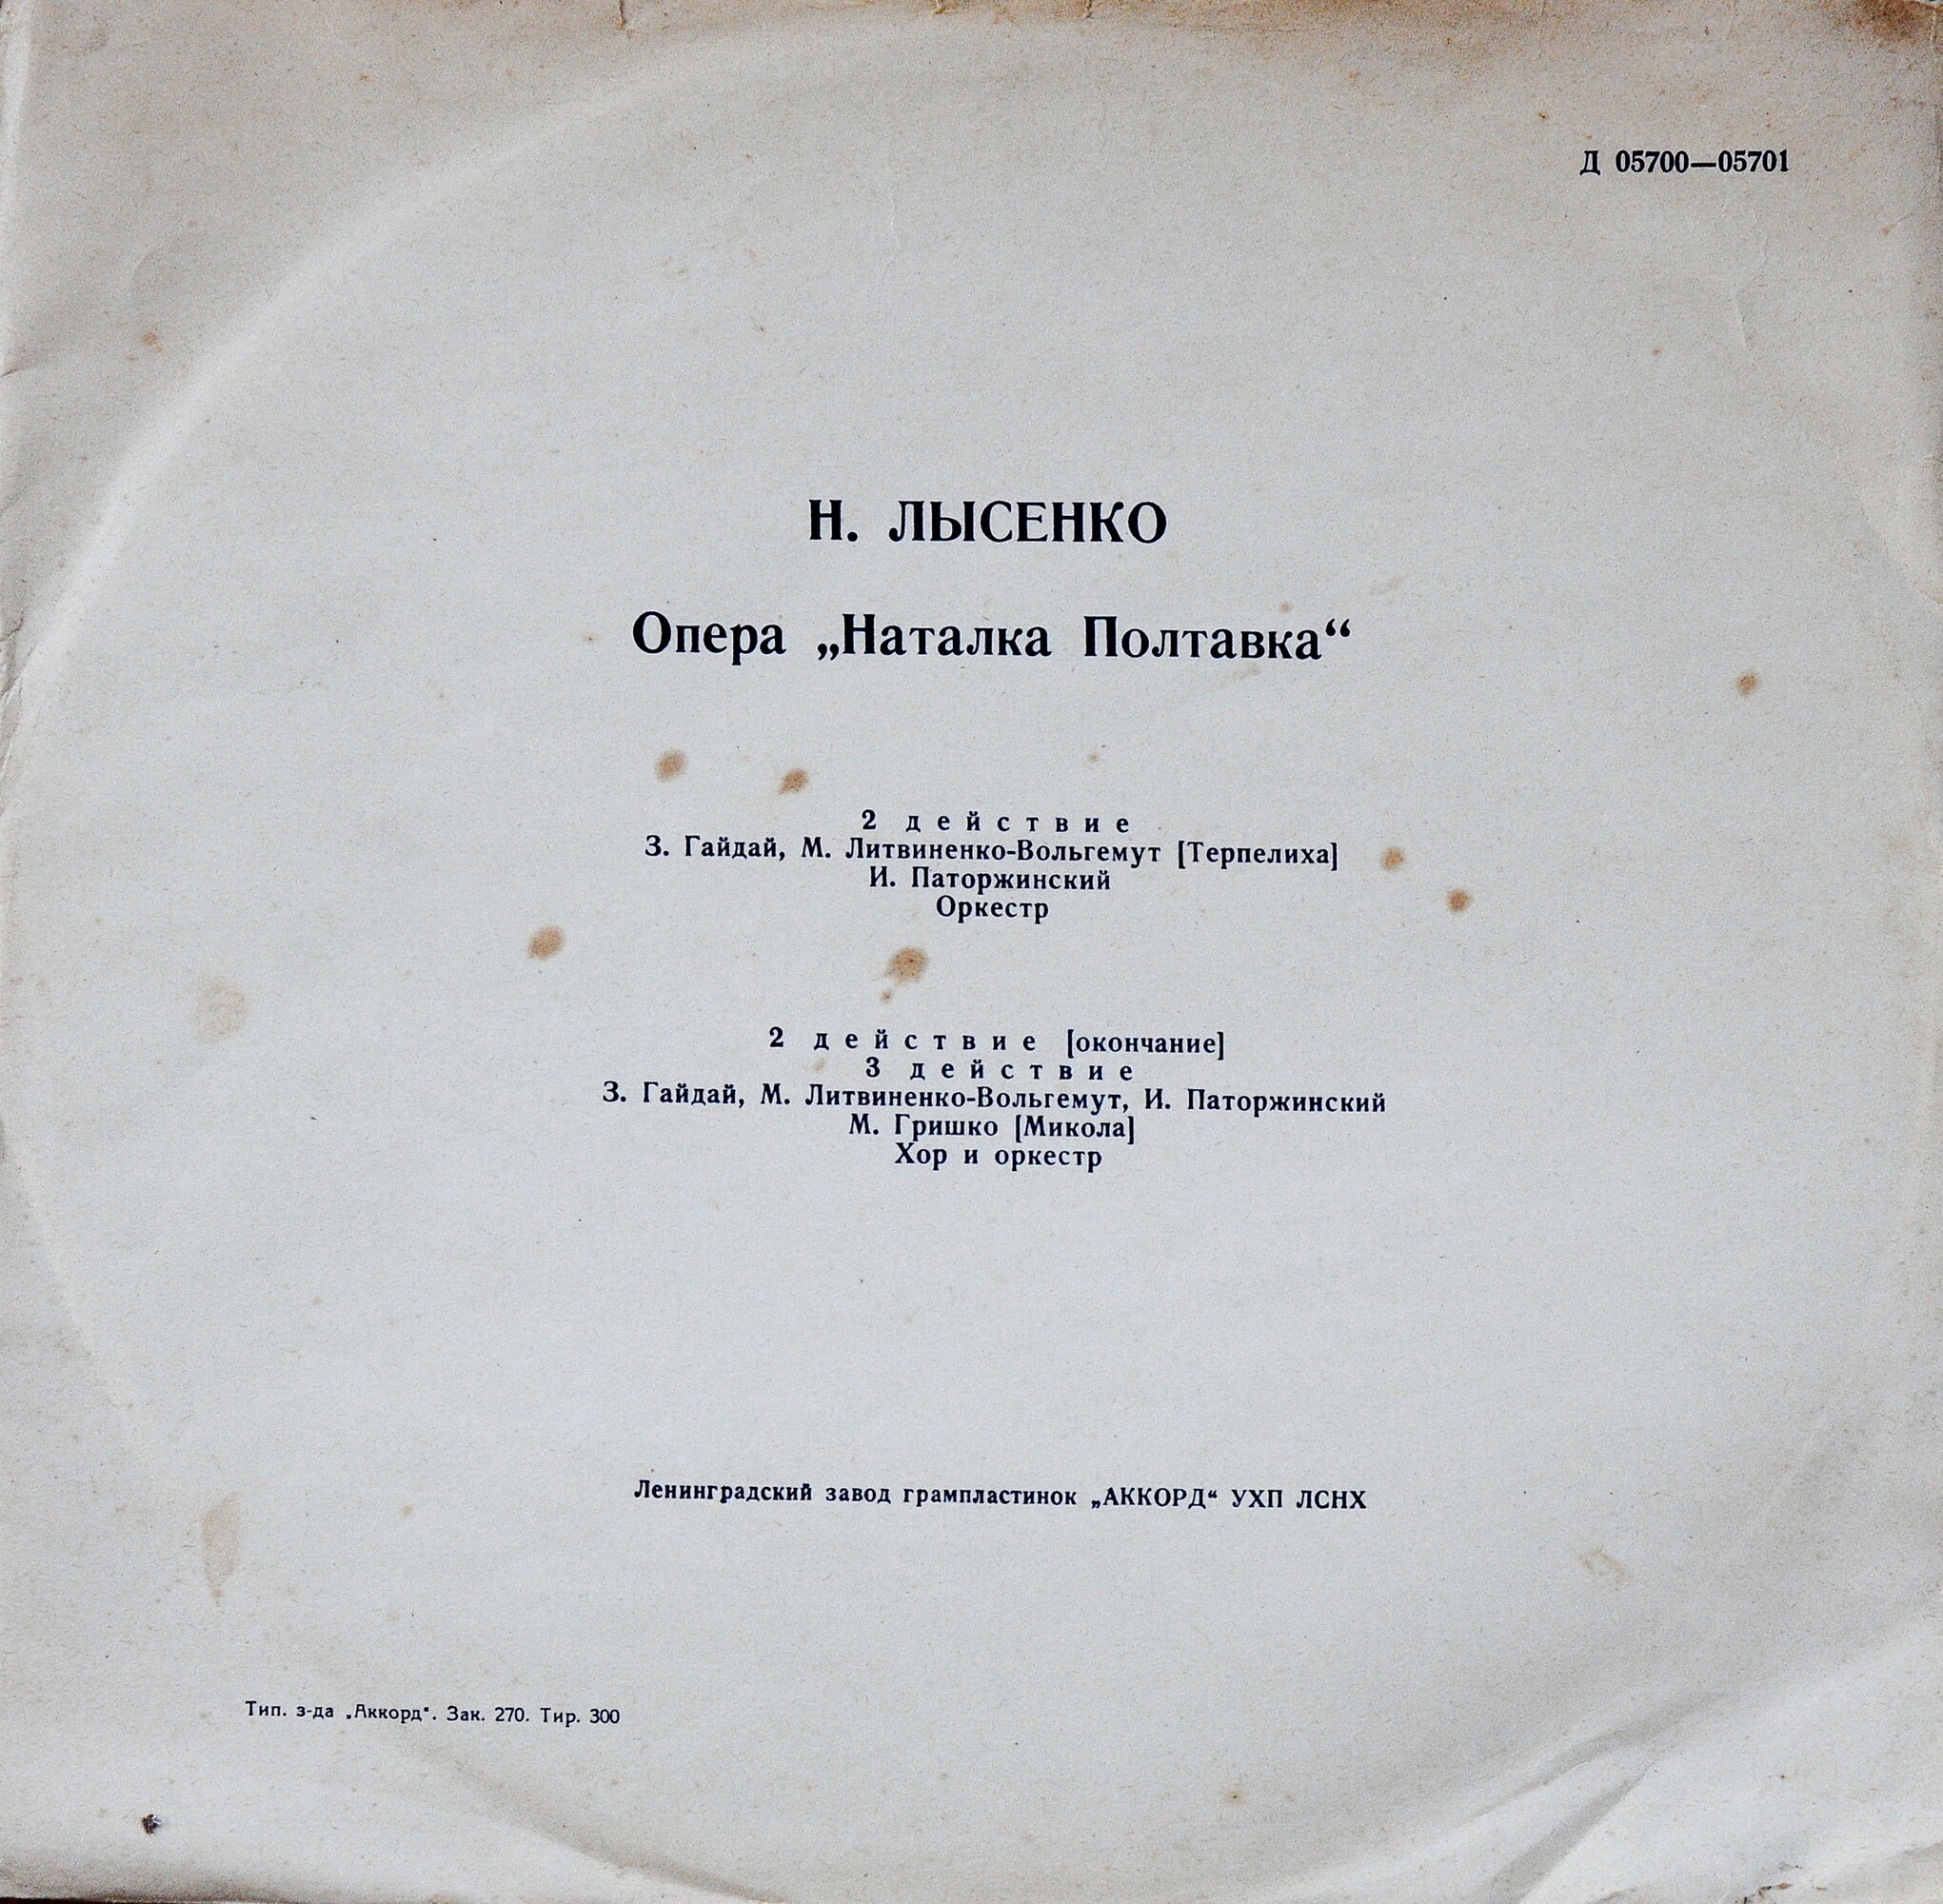 Д 05700—05701
Н. ЛЫСЕНКО
Опера „Наталка Полтавка“
2 действие
З. Гайдай, М. Литвиненко-Вольгемут [Терпелиха]
И. Паторжинский
Оркестр
2 действие [окончание]
3 действие
З. Гайдай, М. Литвиненко-Вольгемут, И. Паторжинский
М. Гришко [Микола]
Хор и оркестр
Ленинградский завод грампластинок „АККОРД“ УХП ЛСНХ
Тип. з-да „Аккорд“. Зак. 270. Тир. 300